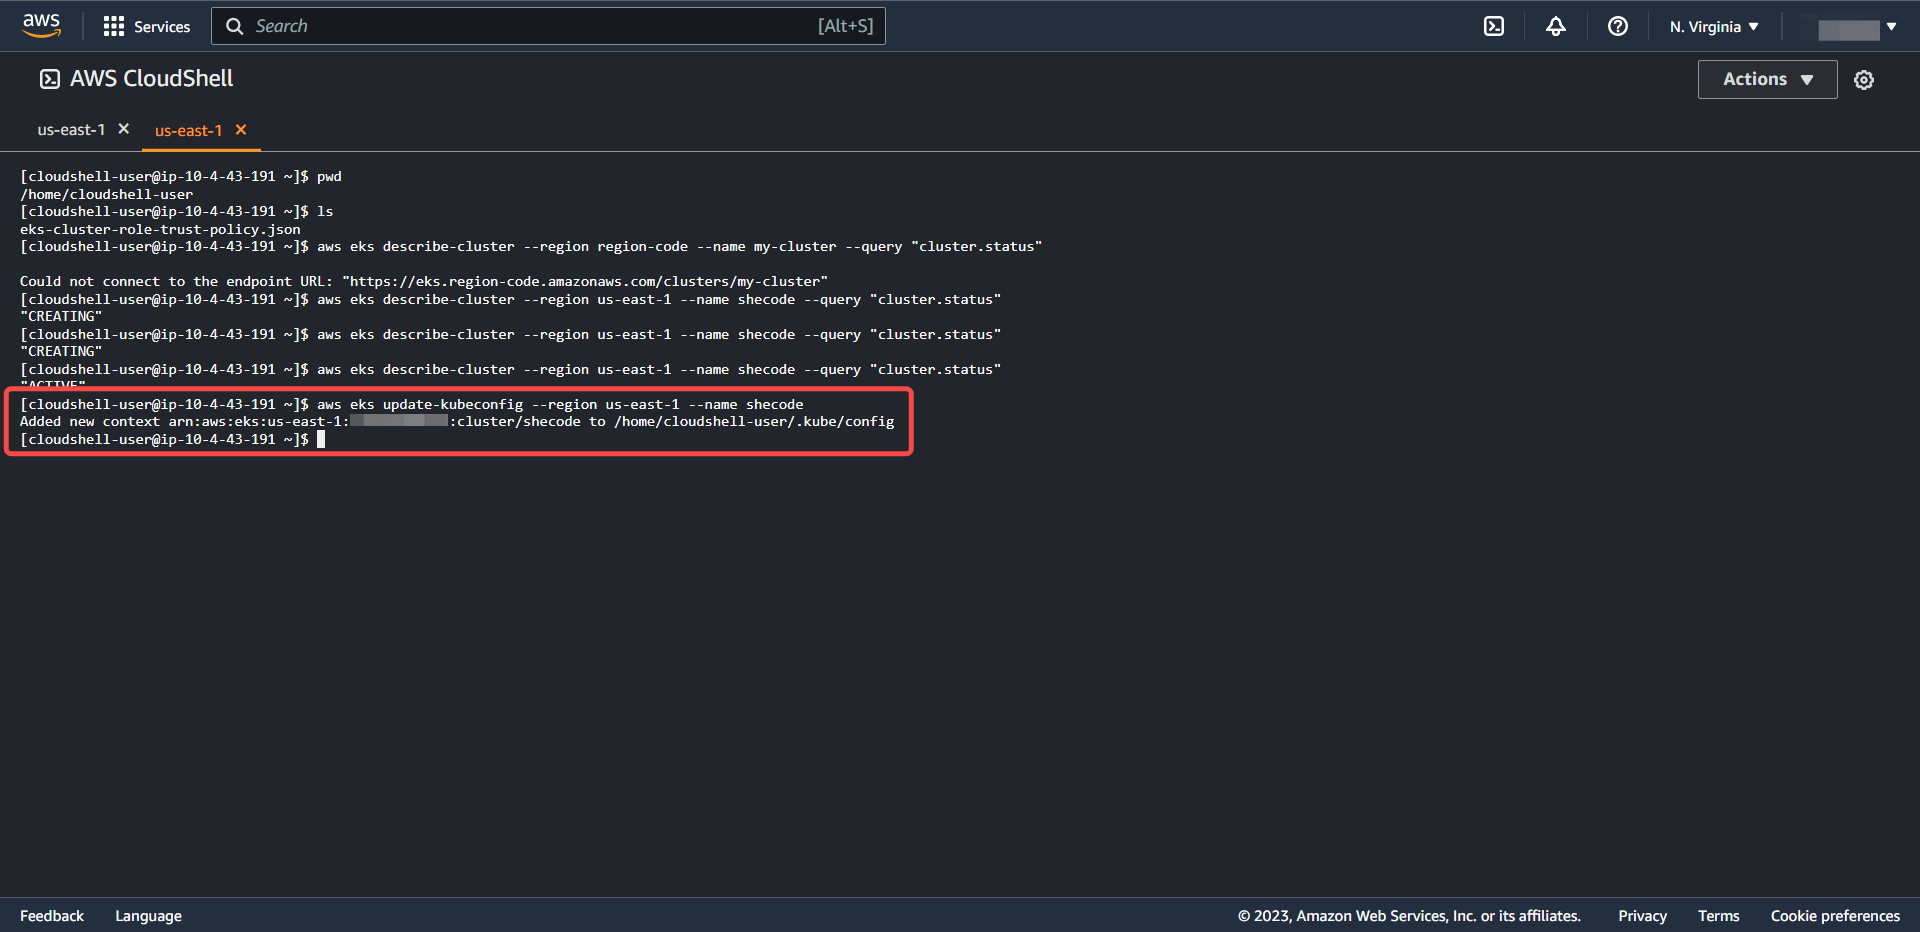 aws
Services
Search
[Alt+S]
N. Virginia
AWS CloudShell
Actions
us-east-1
us-east-1
[cloudshell-user@ip-10-4-43-191 ~]$ pwd
/home/cloudshell-user
[cloudshell-user@ip-10-4-43-191 ~]$ ls
eks-cluster-role-trust-policy.json
[cloudshell-user@ip-10-4-43-191 ~]$ aws eks describe-cluster --region region-code --name my-cluster --query "cluster.status"
Could not connect to the endpoint URL: "https://eks.region-code.amazonaws.com/clusters/my-cluster"
[cloudshell-user@ip-10-4-43-191 ~]$ aws eks describe-cluster --region us-east-1 --name shecode --query "cluster.status"
"CREATING"
[cloudshell-user@ip-10-4-43-191 ~]$ aws eks describe-cluster --region us-east-1 --name shecode --query "cluster.status"
"CREATING"
[cloudshell-user@ip-10-4-43-191 ~]$ aws eks describe-cluster --region us-east-1 --name shecode --query "cluster.status"
"ACTIVE"
[cloudshell-user@ip-10-4-43-191 ~]$ aws eks update-kubeconfig --region us-east-1 --name shecode
Added new context arn:aws:eks:us-east-1: :cluster/shecode to /home/cloudshell-user/.kube/config
[cloudshell-user@ip-10-4-43-191 ~]$
Feedback
Language
© 2023, Amazon Web Services, Inc. or its affiliates.
Privacy
Terms
Cookie preferences